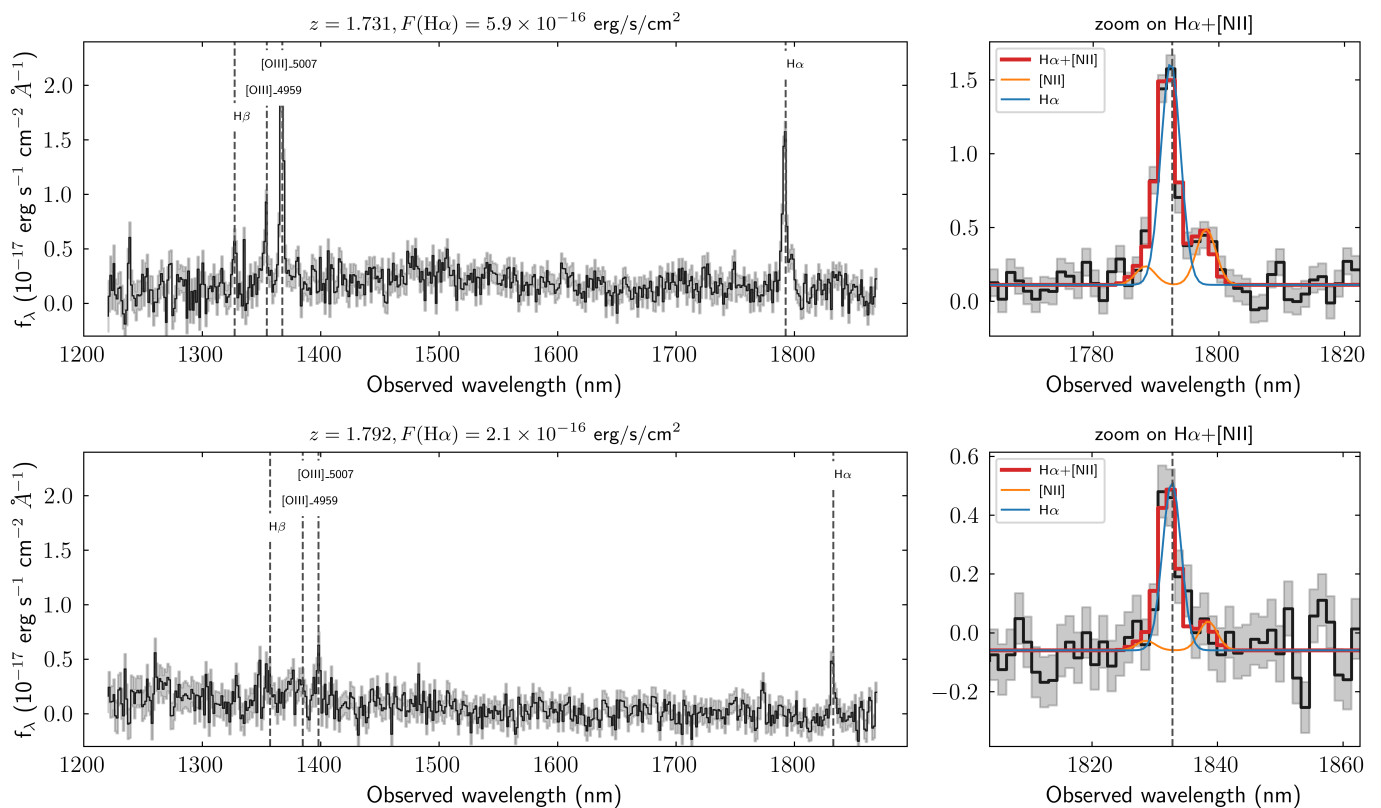 z = 1.731, F(Hα) = 5.9 × 10⁻¹⁶ erg/s/cm²
f_λ (10⁻¹⁷ erg s⁻¹ cm⁻² Å⁻¹)
2.0
1.5
1.0
0.5
0.0
[OIII]_5007
[OIII]_4959
Hβ
Hα
1200 1300 1400 1500 1600 1700 1800
Observed wavelength (nm)
zoom on Hα+[NII]
Hα+[NII]
[NII]
Hα
1.5
1.0
0.5
0.0
1780 1800 1820
Observed wavelength (nm)
z = 1.792, F(Hα) = 2.1 × 10⁻¹⁶ erg/s/cm²
f_λ (10⁻¹⁷ erg s⁻¹ cm⁻² Å⁻¹)
2.0
1.5
1.0
0.5
0.0
[OIII]_5007
[OIII]_4959
Hβ
Hα
1200 1300 1400 1500 1600 1700 1800
Observed wavelength (nm)
zoom on Hα+[NII]
Hα+[NII]
[NII]
Hα
0.6
0.4
0.2
0.0
−0.2
1820 1840 1860
Observed wavelength (nm)